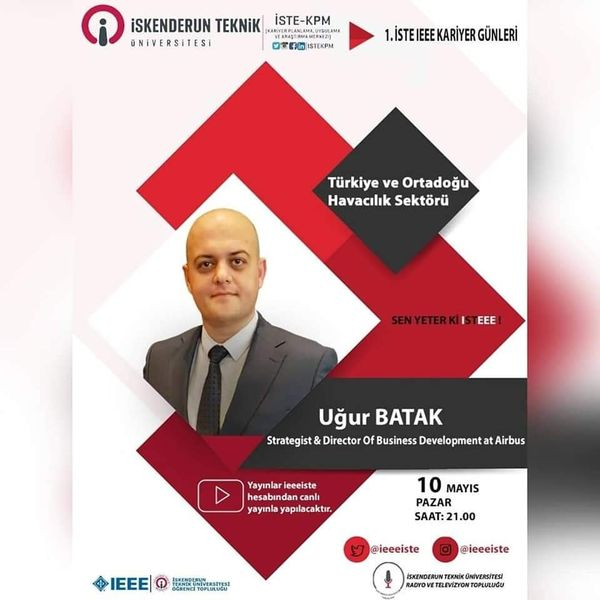 İSKENDERUN TEKNİK
ÜNİVERSİTESİ
İSTE-KPM
[KARİYER PLANLAMA, UYGULAMA
VE ARAŞTIRMA MERKEZİ]
ISTEKPM
1. İSTE IEEE KARİYER GÜNLERİ
Türkiye ve Ortadoğu
Havacılık Sektörü
SEN YETER Kİ ISTEEE !
Uğur BATAK
Strategist & Director Of Business Development at Airbus
Yayınlar ieeeiste
hesabından canlı
yayınla yapılacaktır.
10 MAYIS
PAZAR
SAAT: 21.00
@ieeeiste
@ieeeiste
IEEE
İSKENDERUN
TEKNİK ÜNİVERSİTESİ
ÖĞRENCİ TOPLULUĞU
İSKENDERUN TEKNİK ÜNİVERSİTESİ
RADYO VE TELEVİZYON TOPLULUĞU